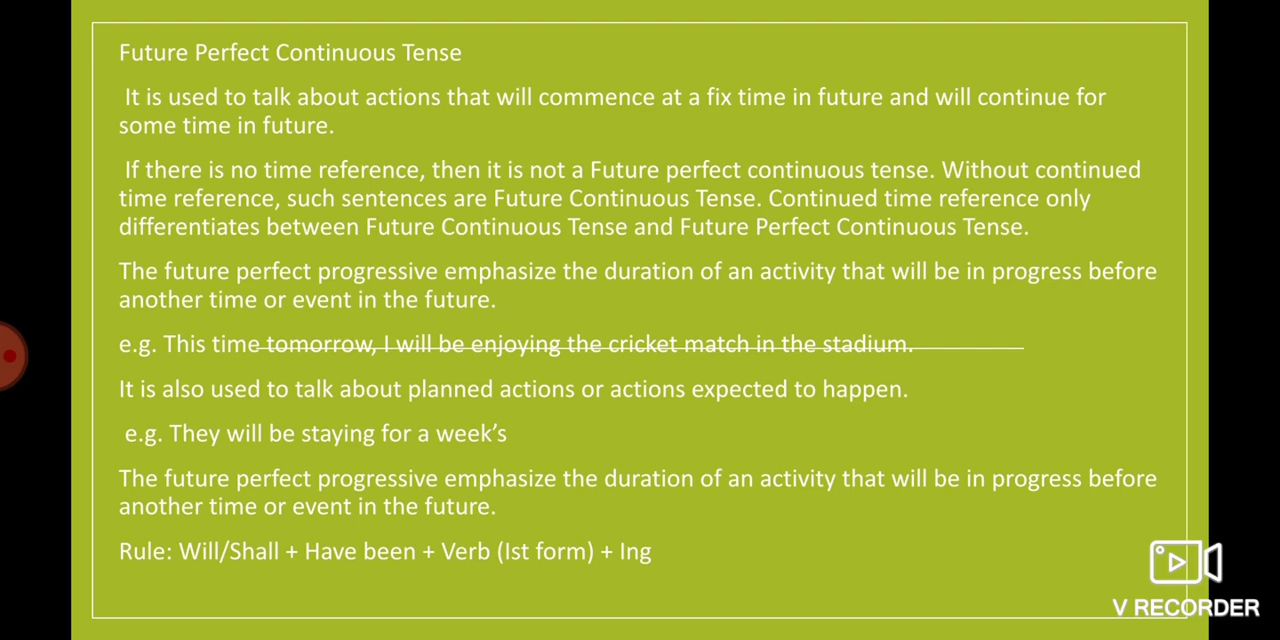 Future Perfect Continuous Tense
It is used to talk about actions that will commence at a fix time in future and will continue for
some time in future.
If there is no time reference, then it is not a Future perfect continuous tense. Without continued
time reference, such sentences are Future Continuous Tense. Continued time reference only
differentiates between Future Continuous Tense and Future Perfect Continuous Tense.
The future perfect progressive emphasize the duration of an activity that will be in progress before
another time or event in the future.
e.g. This time tomorrow, I will be enjoying the cricket match in the stadium.
It is also used to talk about planned actions or actions expected to happen.
e.g. They will be staying for a week’s
The future perfect progressive emphasize the duration of an activity that will be in progress before
another time or event in the future.
Rule: Will/Shall + Have been + Verb (Ist form) + Ing
V RECORDER